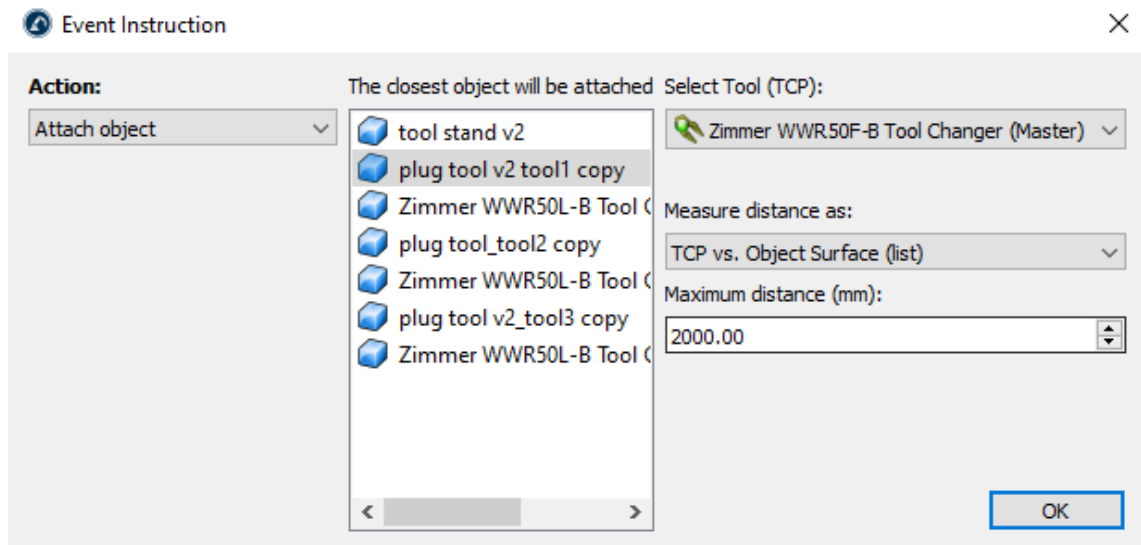 Event Instruction
Action:
Attach object
The closest object will be attached
tool stand v2
plug tool v2 tool1 copy
Zimmer WWR50L-B Tool
plug tool_tool2 copy
Zimmer WWR50L-B Tool
plug tool v2_tool3 copy
Zimmer WWR50L-B Tool
Select Tool (TCP):
Zimmer WWR50F-B Tool Changer (Master)
Measure distance as:
TCP vs. Object Surface (list)
Maximum distance (mm):
2000.00
OK